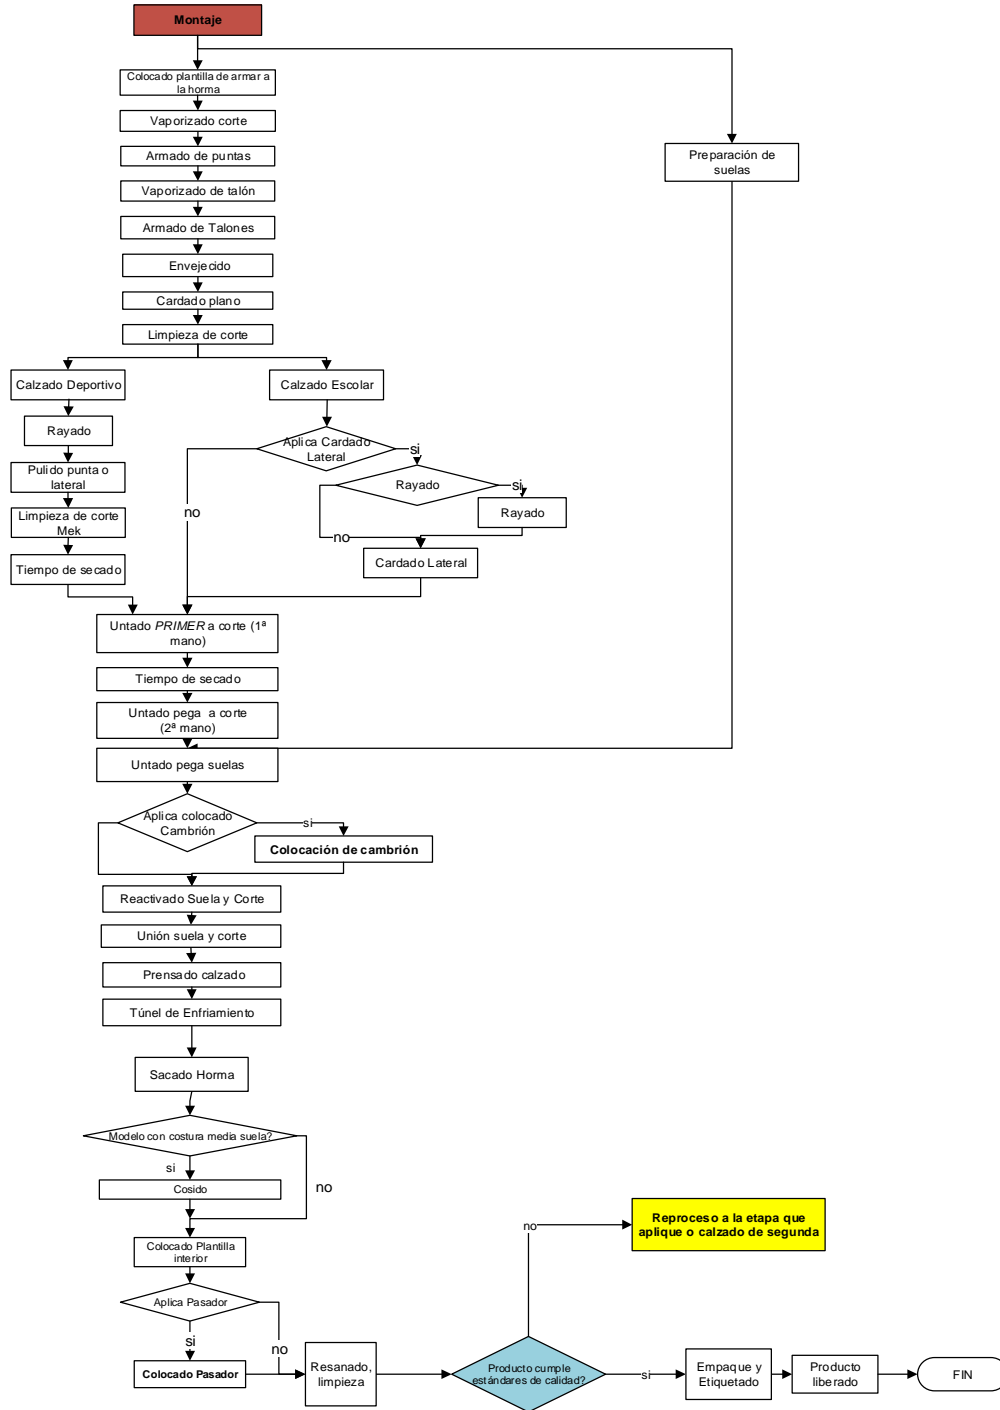 Montaje
Colocado plantilla de armar a
la horma
Vaporizado corte
Armado de puntas
Preparación de
suelas
Vaporizado de talón
Armado de Talones
Envejecido
Cardado plano
Limpieza de corte
Calzado Deportivo
Calzado Escolar
Rayado
Aplica Cardado
Lateral
si
Pulido punta o
lateral
Rayado
si
Rayado
no
Limpieza de corte
Mek
no
Cardado Lateral
Tiempo de secado
Untado PRIMER a corte (1ª
mano)
Tiempo de secado
Untado pega a corte
(2ª mano)
Untado pega suelas
Aplica colocado
Cambrión
si
Colocación de cambrión
Reactivado Suela y Corte
Unión suela y corte
Prensado calzado
Túnel de Enfriamiento
Sacado Horma
Modelo con costura media suela?
si
no
Cosido
Colocado Plantilla
interior
Reproceso a la etapa que
aplique o calzado de segunda
no
Aplica Pasador
si
no
Colocado Pasador
Resanado,
limpieza
Producto cumple
estándares de calidad?
si
Empaque y
Etiquetado
Producto
liberado
FIN